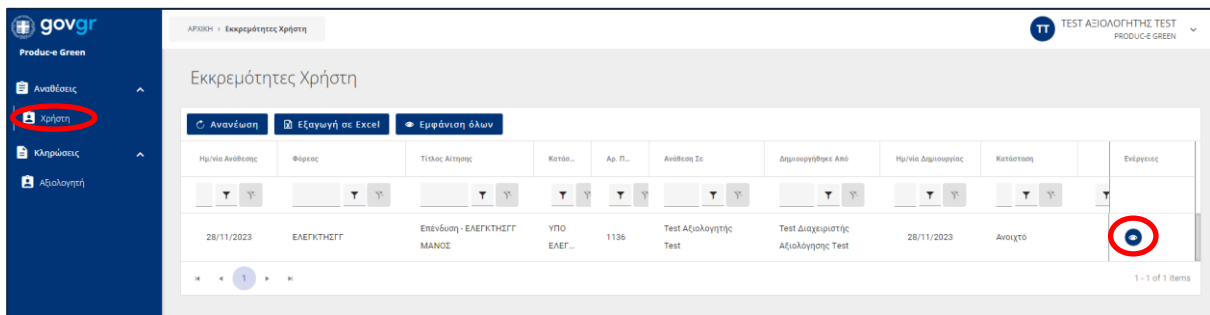 govgr
Produc-e Green
Αναθέσεις
Χρήστη
Κληρώσεις
Αξιολογητή
ΑΡΧΙΚΗ > Εκκρεμότητες Χρήστη
TT
TEST ΑΞΙΟΛΟΓΗΤΗΣ TEST
PRODUC-E GREEN
Εκκρεμότητες Χρήστη
Ανανέωση Εξαγωγή σε Excel Εμφάνιση όλων
Ημ/νία Ανάθεσης Φόρεας Τίτλος Αίτησης Κατάσ... Αρ. Π... Ανάθεση Σε Δημιουργήθηκε Από Ημ/νία Δημιουργίας Κατάσταση Ενέργειες
28/11/2023 ΕΛΕΓΚΤΗΣΓΓ Επένδυση - ΕΛΕΓΚΤΗΣΓΓ ΥΠΟ 1136 Test Αξιολογητής Test Διαχειριστής 28/11/2023 Ανοιχτό
ΜΑΝΟΣ ΕΛΕΓ... Test Αξιολόγησης Test
1
1 - 1 of 1 items